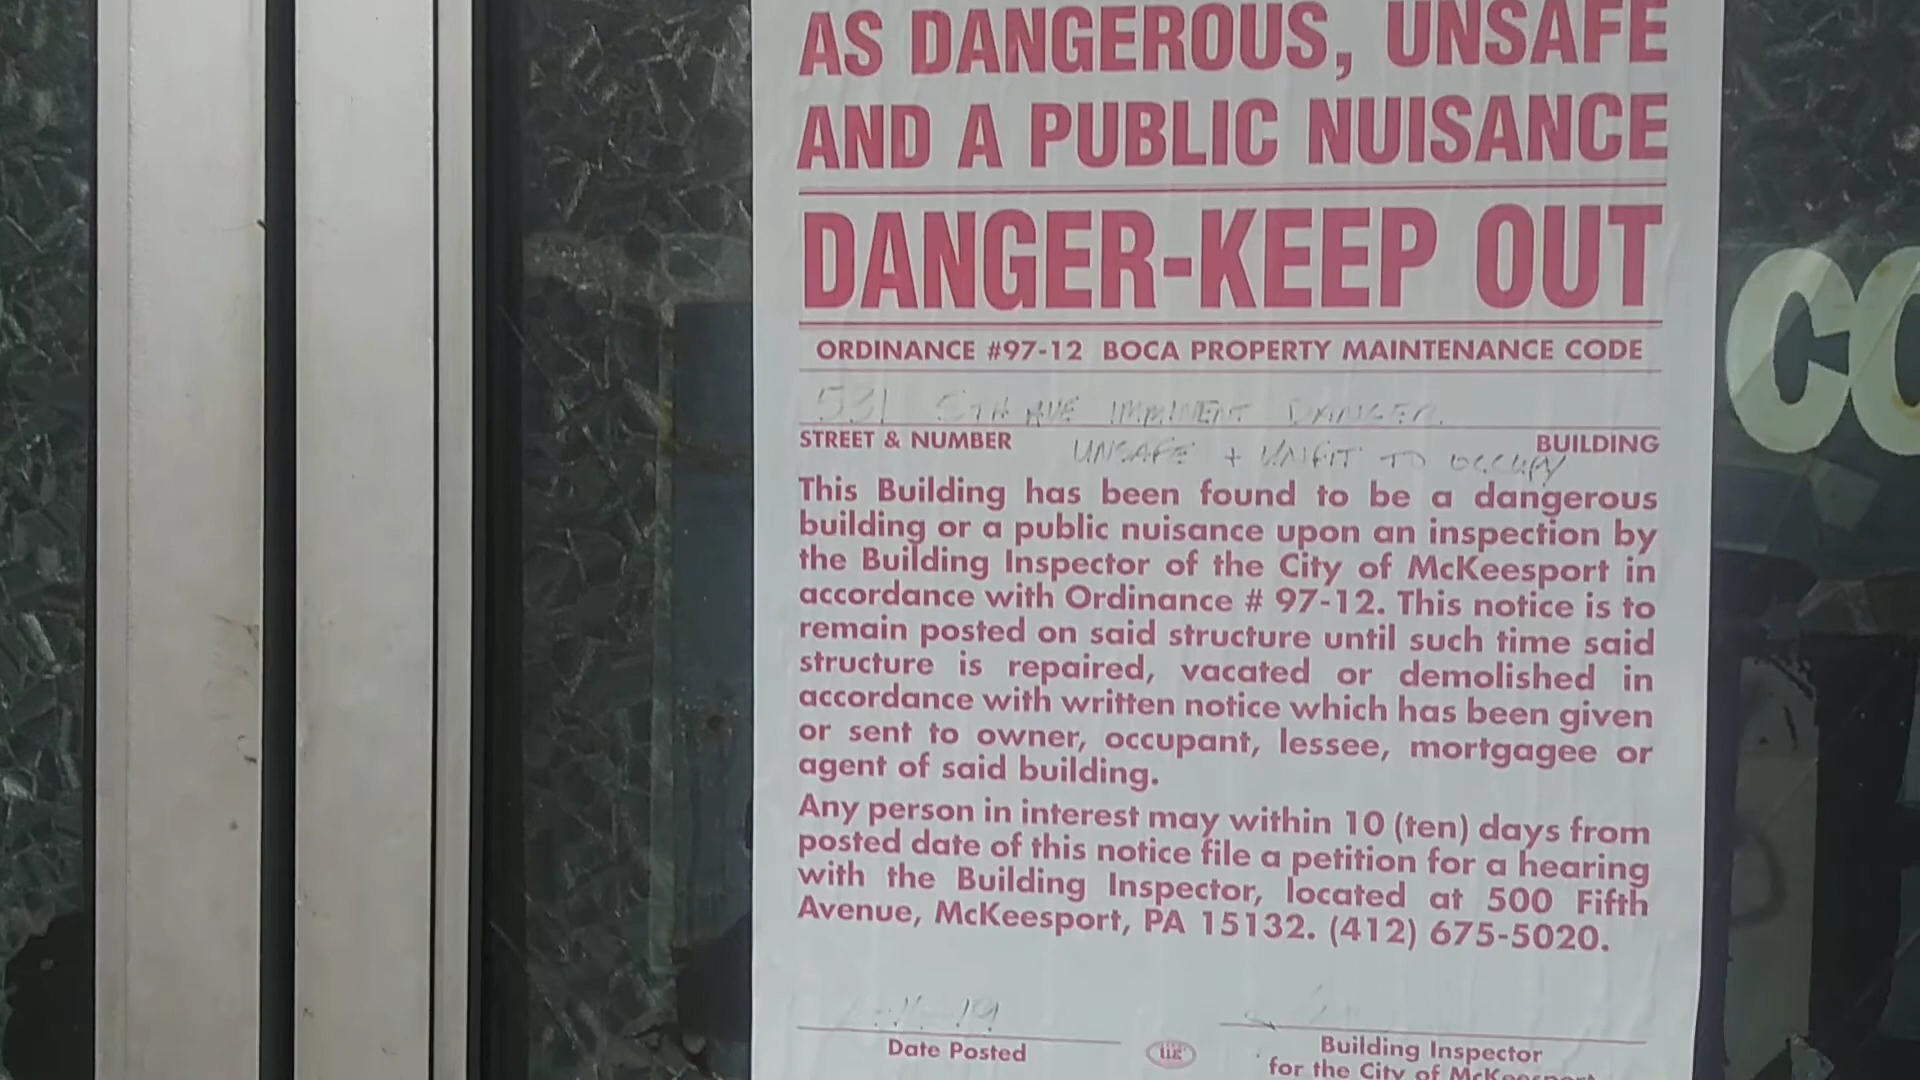 AS DANGEROUS, UNSAFE
AND A PUBLIC NUISANCE
DANGER-KEEP OUT
ORDINANCE #97-12 BOCA PROPERTY MAINTENANCE CODE
531 5TH AVE IMMINENT DANGER
STREET & NUMBER BUILDING
UNSAFE + UNFIT TO OCCUPY
This Building has been found to be a dangerous
building or a public nuisance upon an inspection by
the Building Inspector of the City of McKeesport in
accordance with Ordinance # 97-12. This notice is to
remain posted on said structure until such time said
structure is repaired, vacated or demolished in
accordance with written notice which has been given
or sent to owner, occupant, lessee, mortgagee or
agent of said building.
Any person in interest may within 10 (ten) days from
posted date of this notice file a petition for a hearing
with the Building Inspector, located at 500 Fifth
Avenue, McKeesport, PA 15132. (412) 675-5020.
Date Posted
Building Inspector
for the City of McKeesport
CO